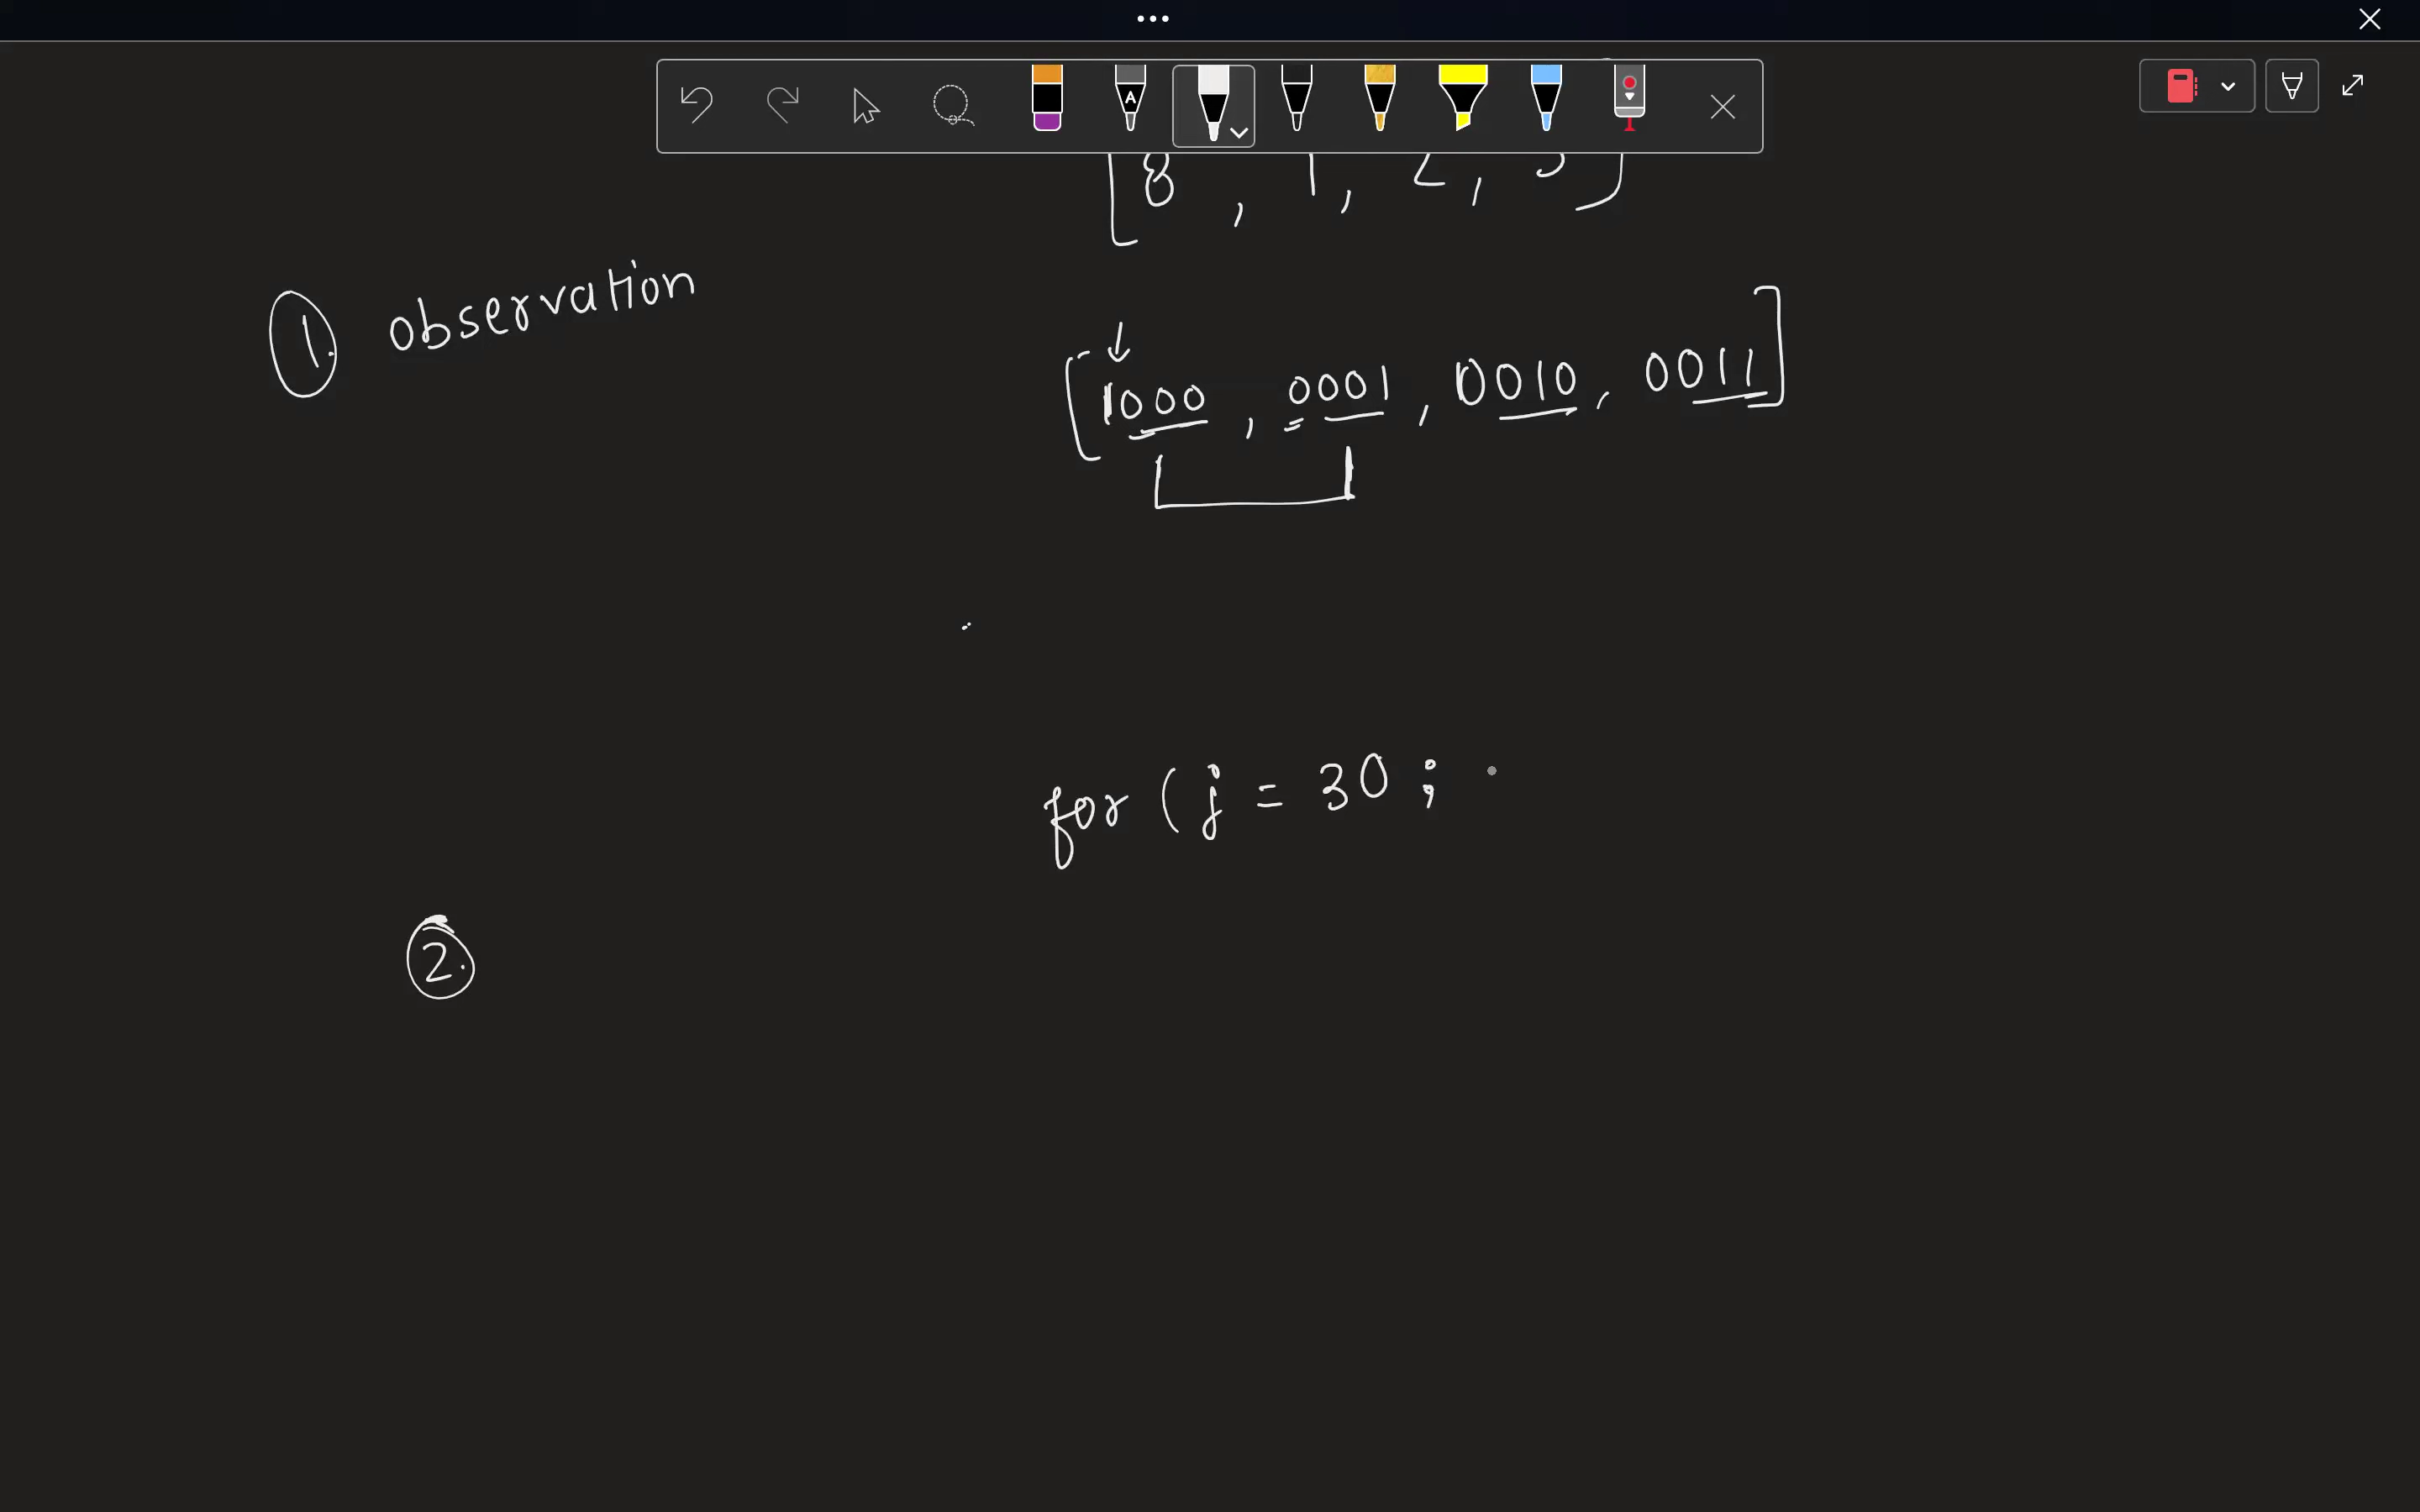 [8 , 1, 2, 3]
1. observation
[1000 , 0001 , 0010 , 0011]
for ( j = 30 ;
2.